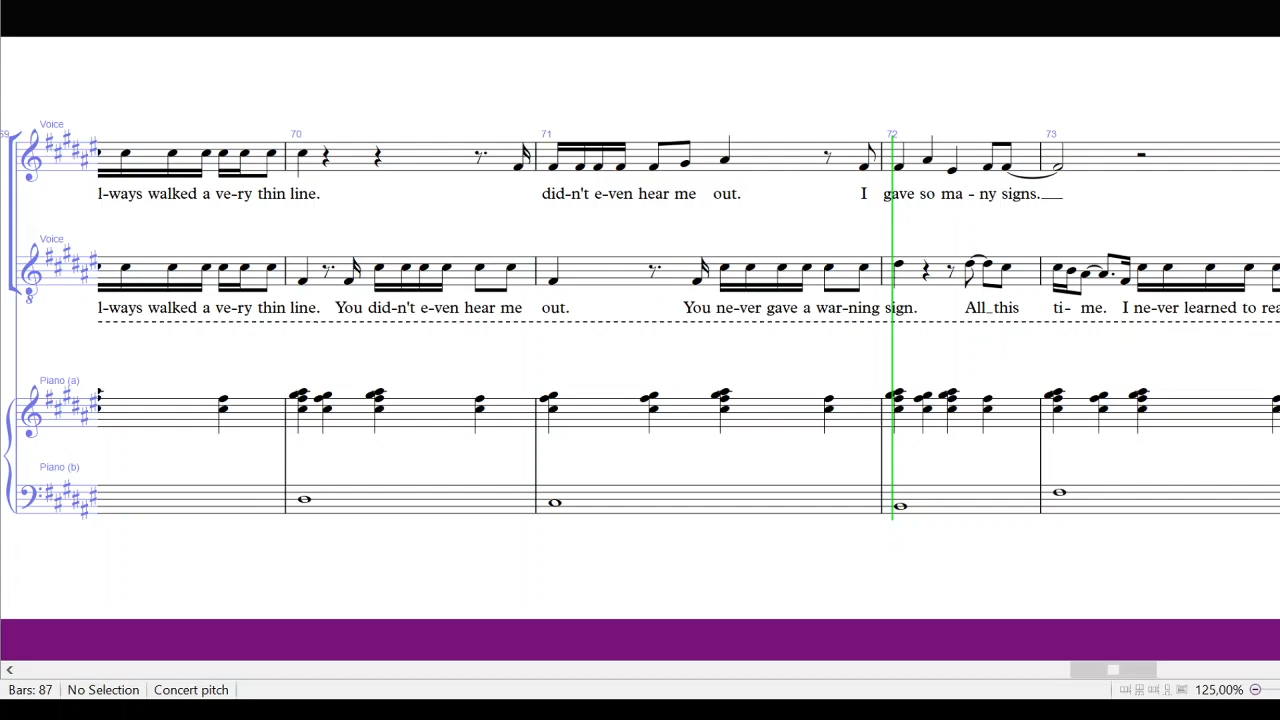 Voice
69 70 71 72 73
l-ways walked a ve-ry thin line. did-n't e-ven hear me out. I gave so ma - ny signs.
Voice
8
l-ways walked a ve-ry thin line. You did-n't e-ven hear me out. You ne-ver gave a war-ning sign. All_this ti- me. I ne-ver learned to rea
Piano (a)
Piano (b)
Bars: 87 No Selection Concert pitch 125,00%